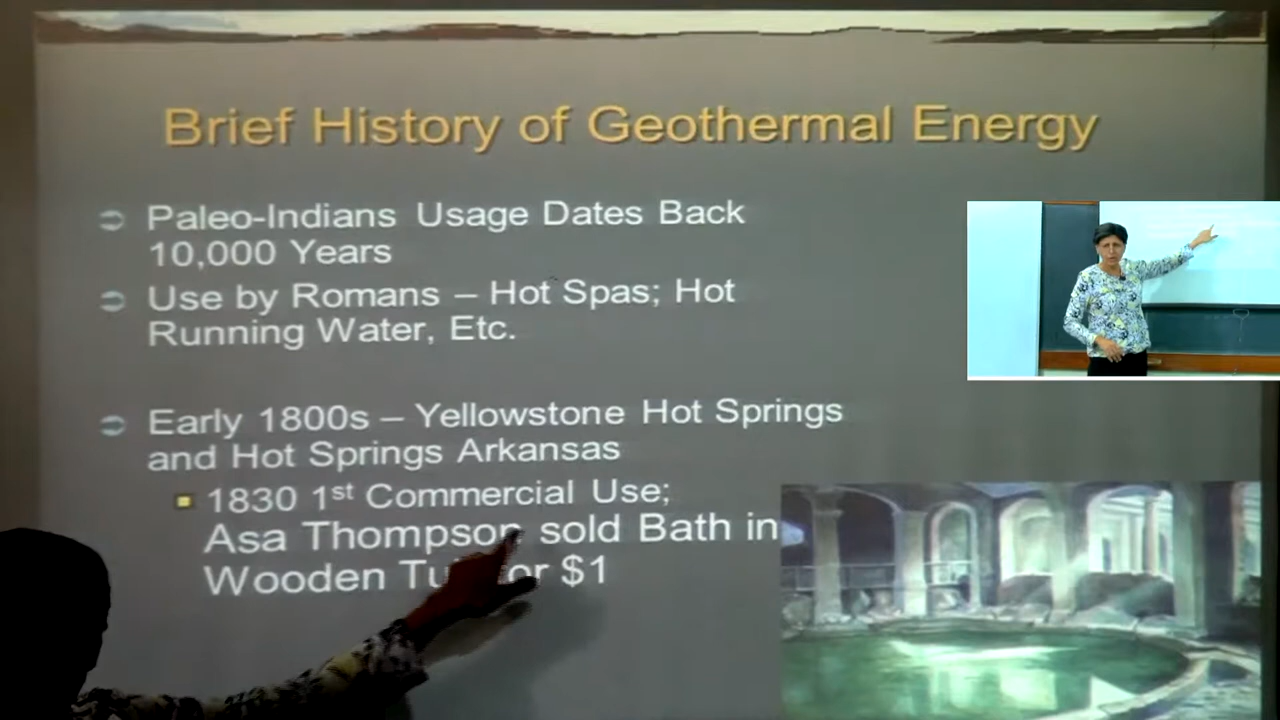 Brief History of Geothermal Energy
Paleo-Indians Usage Dates Back
10,000 Years
Use by Romans – Hot Spas; Hot
Running Water, Etc.
Early 1800s – Yellowstone Hot Springs
and Hot Springs Arkansas
1830 1st Commercial Use;
Asa Thompson sold Bath in
Wooden $1